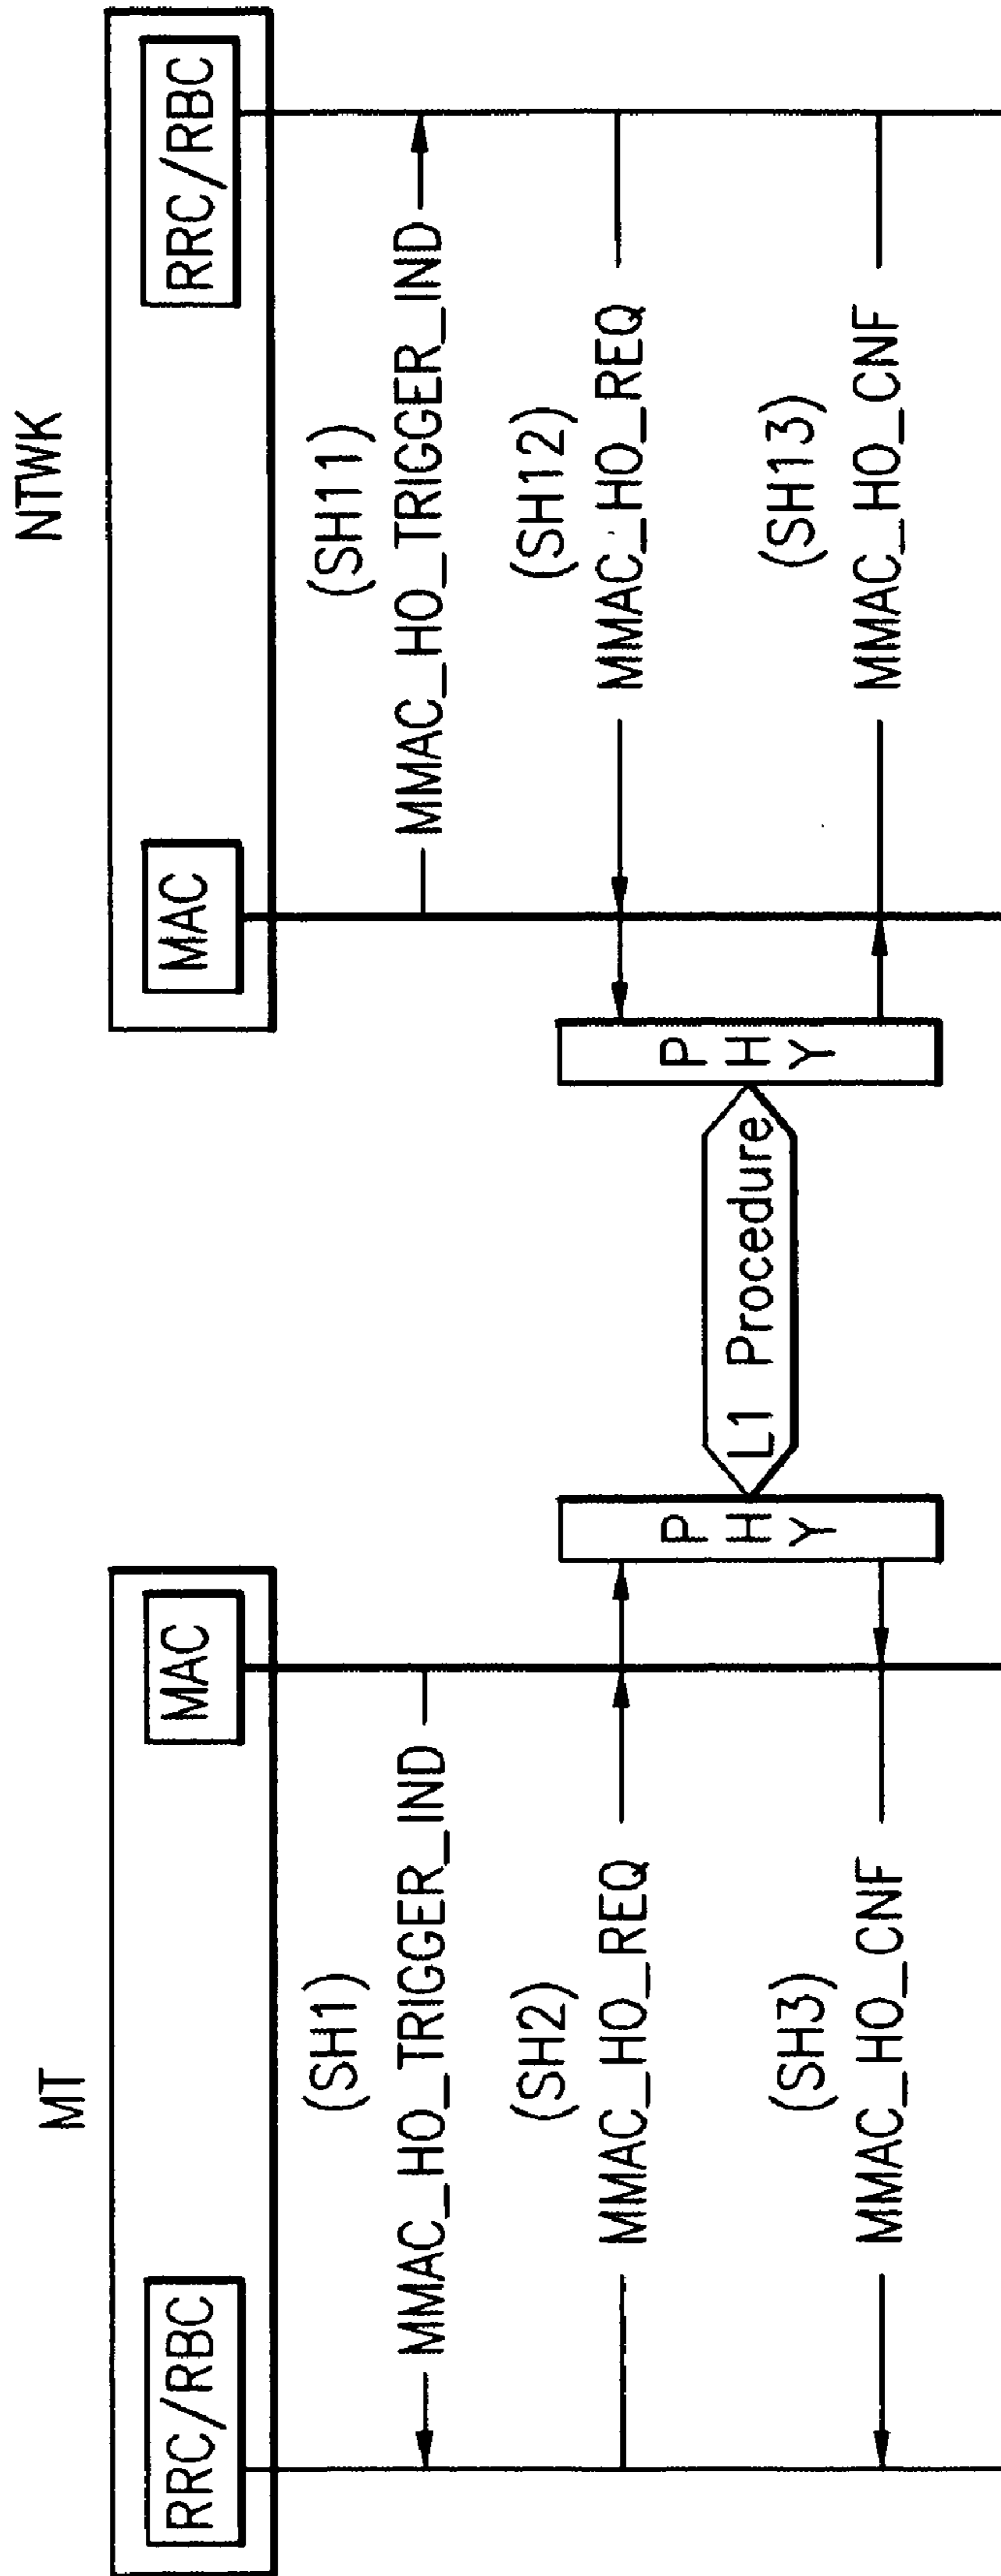 MT
NTWK
RRC/RBC
MAC
MAC
RRC/RBC
(SH1)
MMAC_HO_TRIGGER_IND
(SH11)
MMAC_HO_TRIGGER_IND
(SH2)
MMAC_HO_REQ
(SH12)
MMAC_HO_REQ
PHY
L1 Procedure
PHY
(SH3)
MMAC_HO_CNF
(SH13)
MMAC_HO_CNF